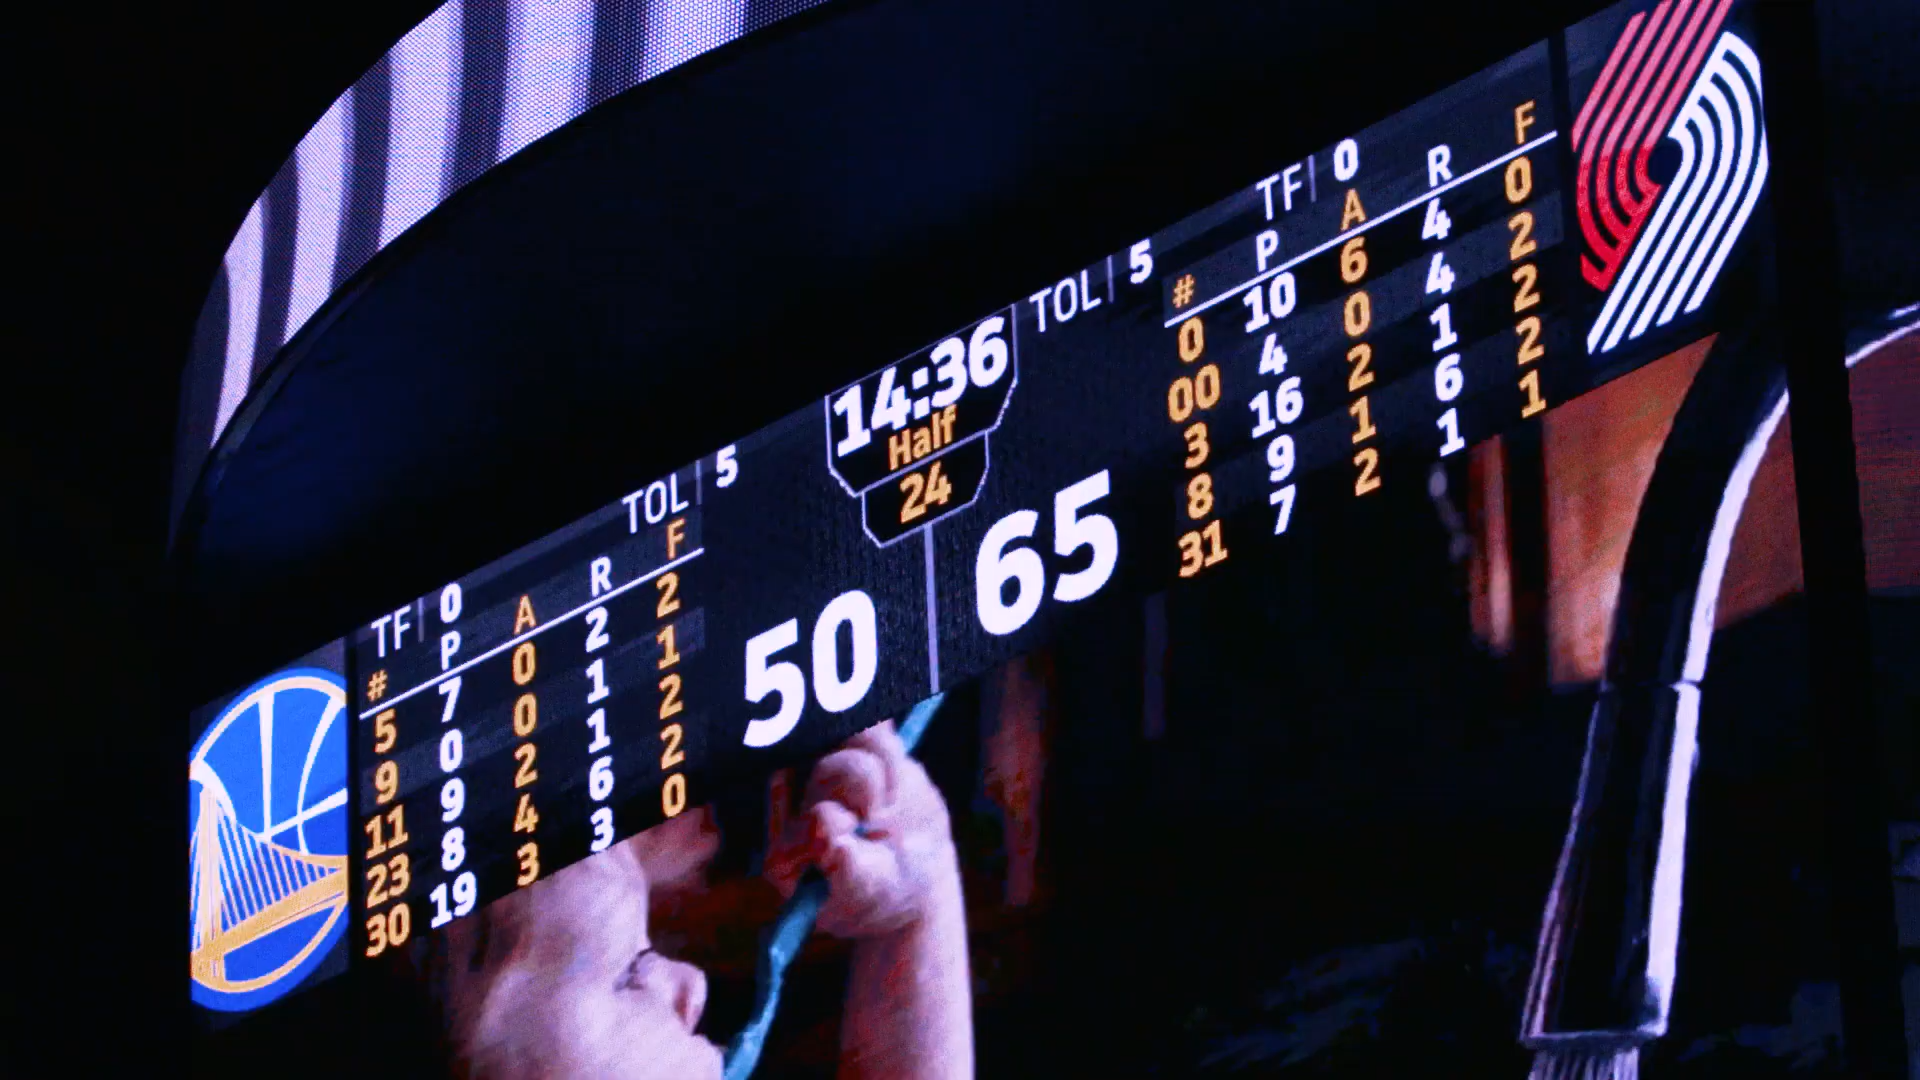 TF 0 TOL 5
# P A R F
5 7 0 2 2
9 0 0 1 1
11 9 2 1 2
23 8 4 6 2
30 19 3 3 0
50
14:36
Half
24
65
TOL 5 TF 0
# P A R F
0 10 6 4 0
00 4 0 4 2
3 16 2 1 2
8 9 1 6 2
31 7 2 1 1